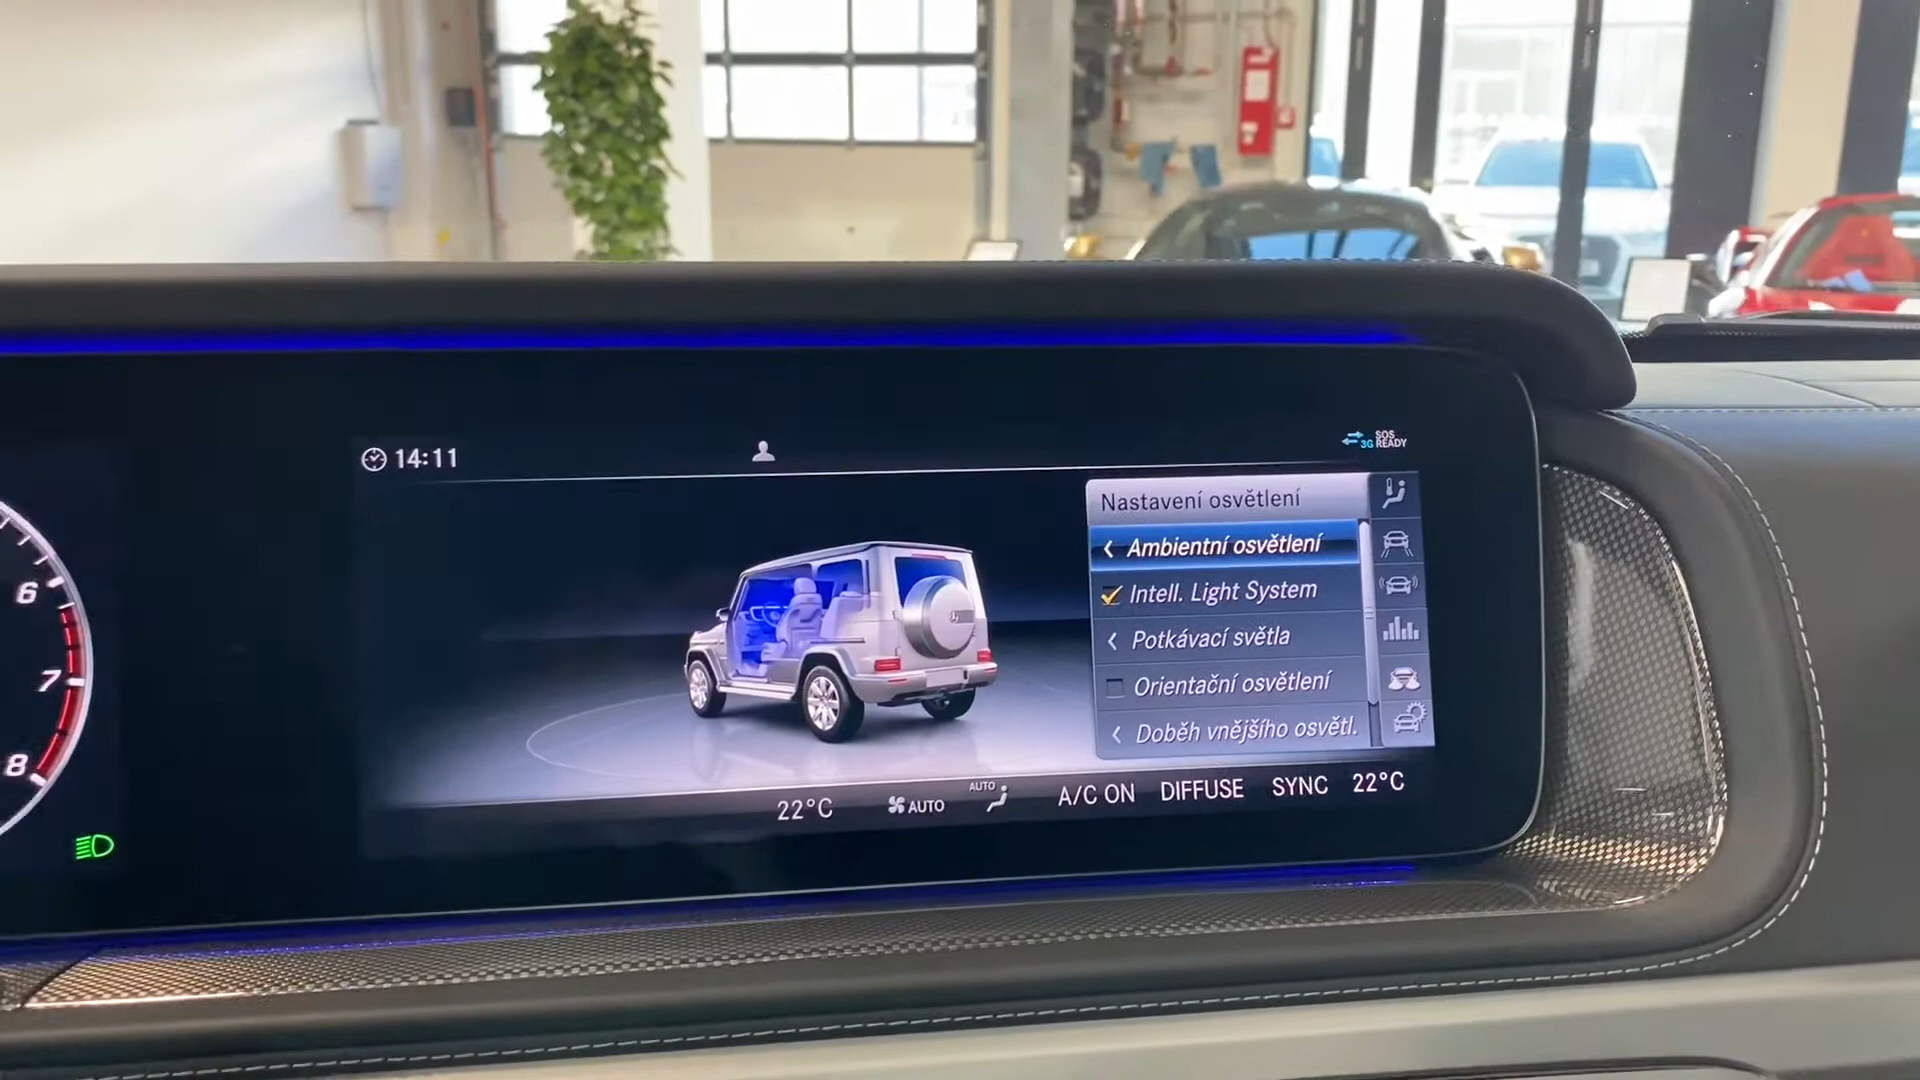 14:11
3G SOS READY
Nastavení osvětlení
Ambientní osvětlení
Intell. Light System
Potkávací světla
Orientační osvětlení
Doběh vnějšího osvětl.
6
7
8
22°C AUTO AUTO A/C ON DIFFUSE SYNC 22°C